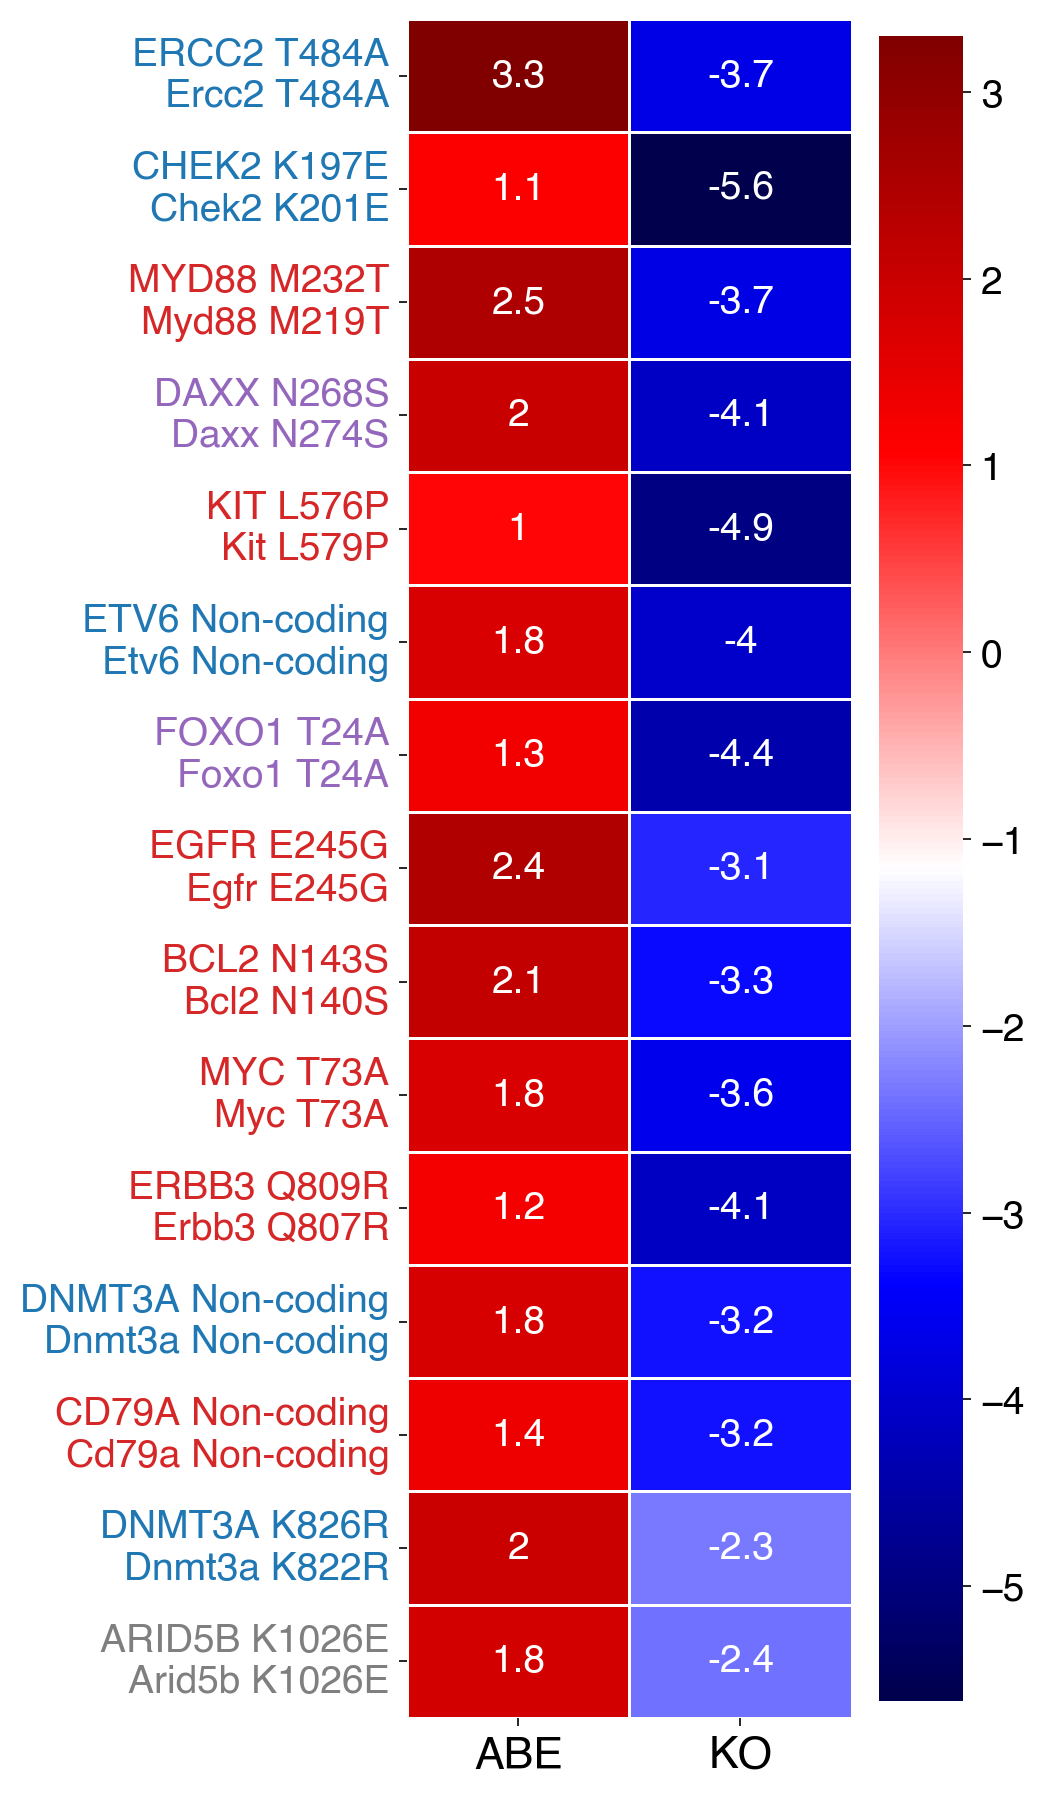 ERCC2 T484A
Ercc2 T484A
3.3
-3.7
CHEK2 K197E
Chek2 K201E
1.1
-5.6
MYD88 M232T
Myd88 M219T
2.5
-3.7
DAXX N268S
Daxx N274S
2
-4.1
KIT L576P
Kit L579P
1
-4.9
ETV6 Non-coding
Etv6 Non-coding
1.8
-4
FOXO1 T24A
Foxo1 T24A
1.3
-4.4
EGFR E245G
Egfr E245G
2.4
-3.1
BCL2 N143S
Bcl2 N140S
2.1
-3.3
MYC T73A
Myc T73A
1.8
-3.6
ERBB3 Q809R
Erbb3 Q807R
1.2
-4.1
DNMT3A Non-coding
Dnmt3a Non-coding
1.8
-3.2
CD79A Non-coding
Cd79a Non-coding
1.4
-3.2
DNMT3A K826R
Dnmt3a K822R
2
-2.3
ARID5B K1026E
Arid5b K1026E
1.8
-2.4
ABE
KO
3
2
1
0
−1
−2
−3
−4
−5